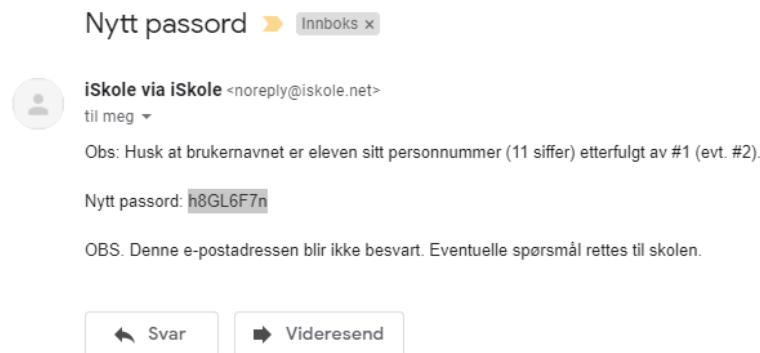 Nytt passord Innboks x
iSkole via iSkole <noreply@iskole.net>
til meg
Obs: Husk at brukernavnet er eleven sitt personnummer (11 siffer) etterfulgt av #1 (evt. #2).
Nytt passord: h8GL6F7n
OBS. Denne e-postadressen blir ikke besvart. Eventuelle spørsmål rettes til skolen.
Svar Videresend